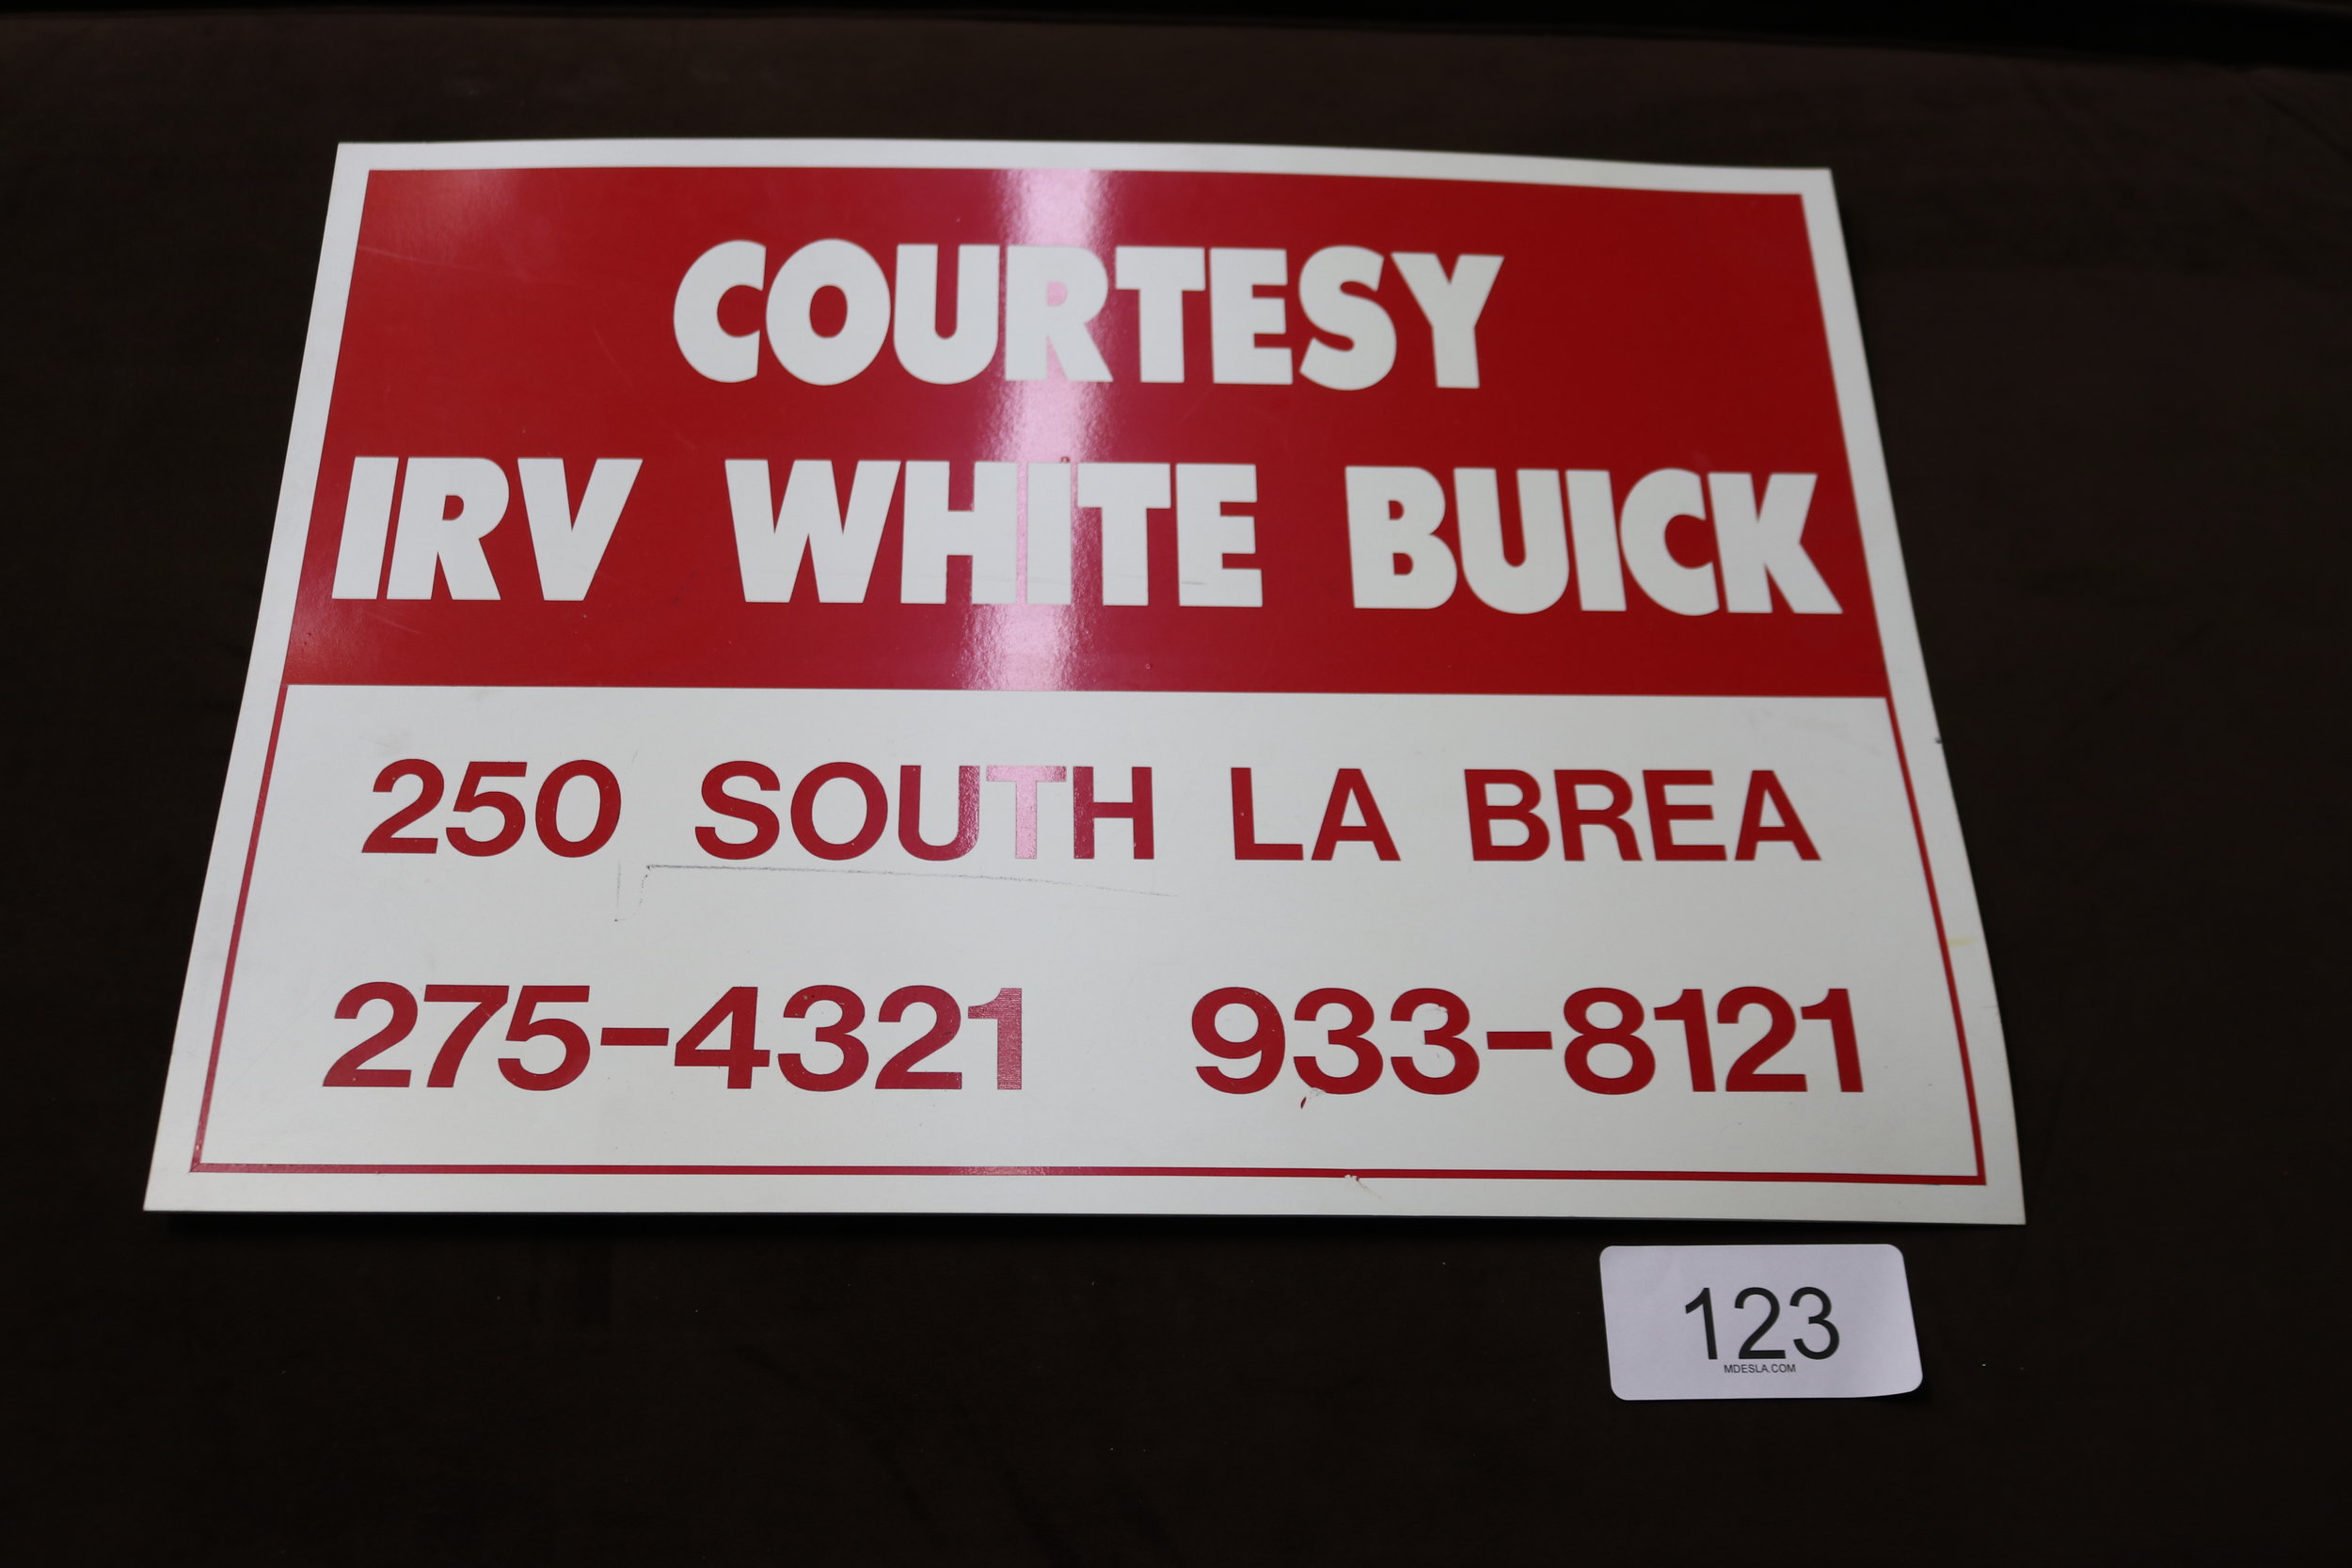 COURTESY
IRV WHITE BUICK
250 SOUTH LA BREA
275-4321 933-8121
123
MDESLA.COM